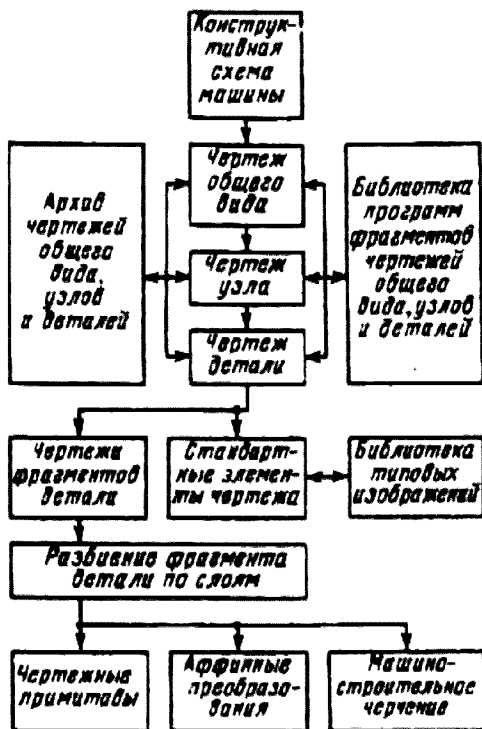 Конструк-
тивная
схема
машины
Чертеж
общего
вида
Архив
чертежей
общего
вида,
узлов
и деталей
Чертеж
узла
Чертеж
детали
Библиотека
программ
фрагментов
чертежей
общего
вида, узлов
и деталей
Чертежи
фрагментов
детали
Стандарт-
ные элемен-
ты чертежа
Библиотека
типовых
изображений
Разбиение фрагмента
детали по слоям
Чертежные
примитивы
Аффинные
преобразо-
вания
Машино-
строительное
черчение